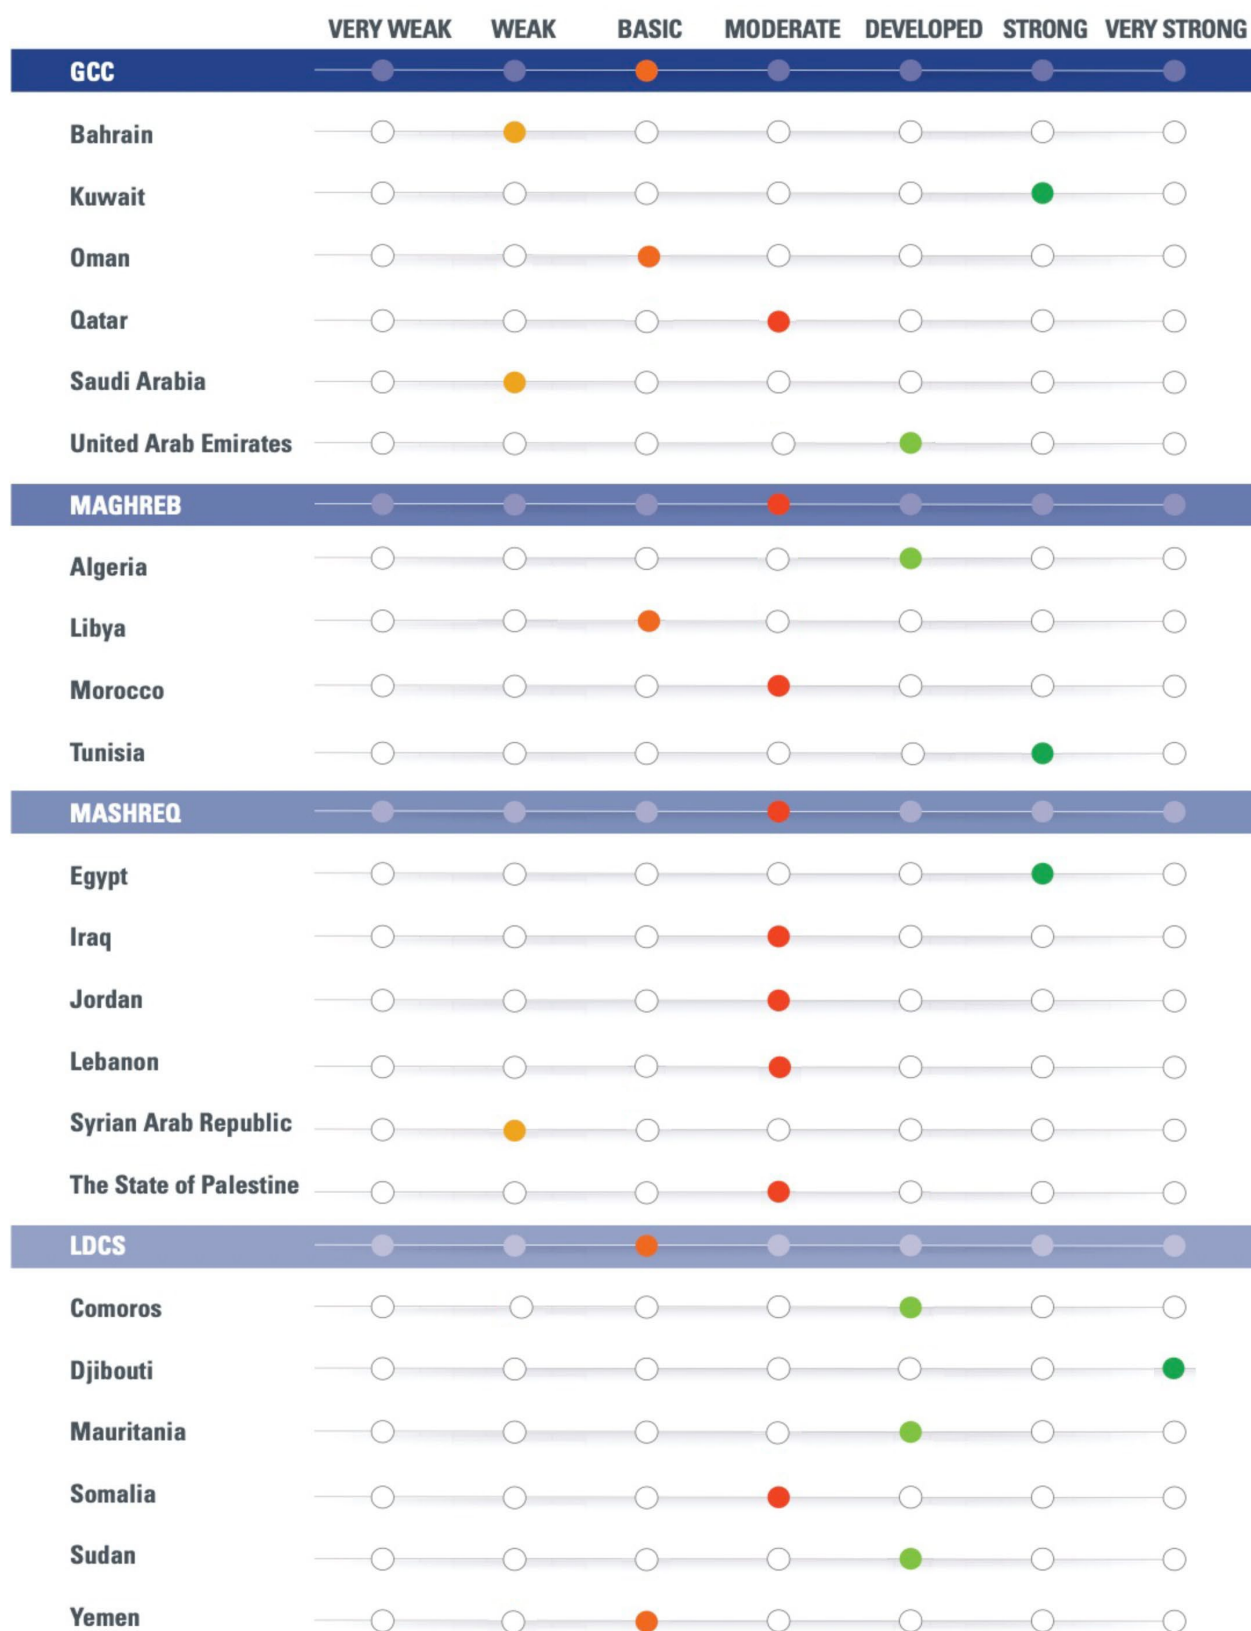 VERY WEAK WEAK BASIC MODERATE DEVELOPED STRONG VERY STRONG
GCC
Bahrain
Kuwait
Oman
Qatar
Saudi Arabia
United Arab Emirates
MAGHREB
Algeria
Libya
Morocco
Tunisia
MASHREQ
Egypt
Iraq
Jordan
Lebanon
Syrian Arab Republic
The State of Palestine
LDCS
Comoros
Djibouti
Mauritania
Somalia
Sudan
Yemen